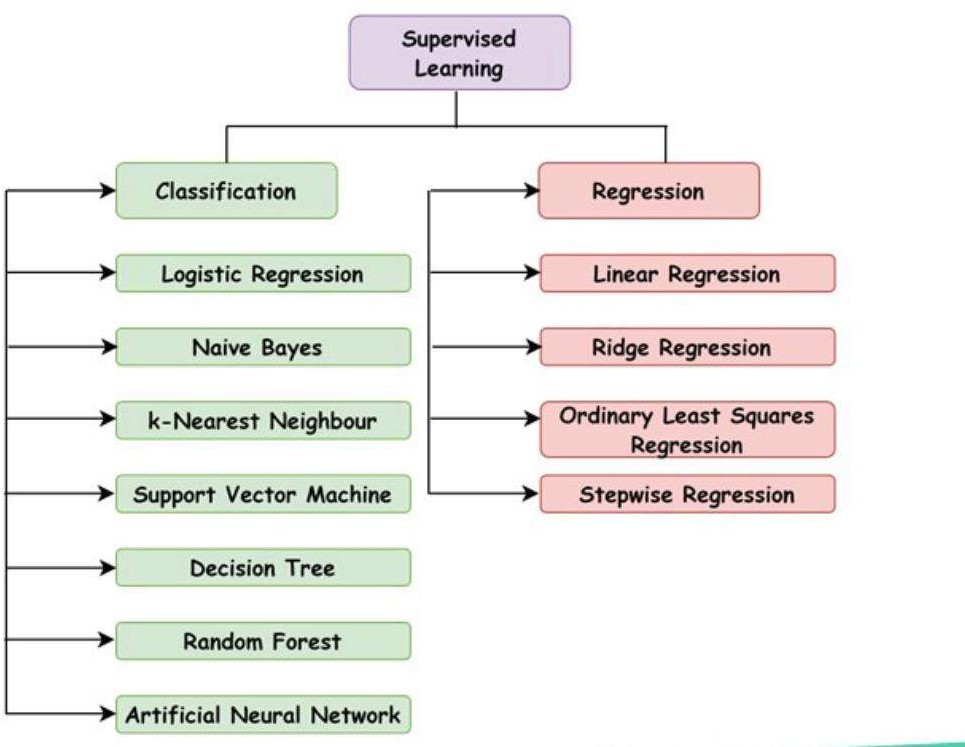 Supervised
Learning
Classification
Regression
Logistic Regression
Linear Regression
Naive Bayes
Ridge Regression
k-Nearest Neighbour
Ordinary Least Squares
Regression
Support Vector Machine
Stepwise Regression
Decision Tree
Random Forest
Artificial Neural Network